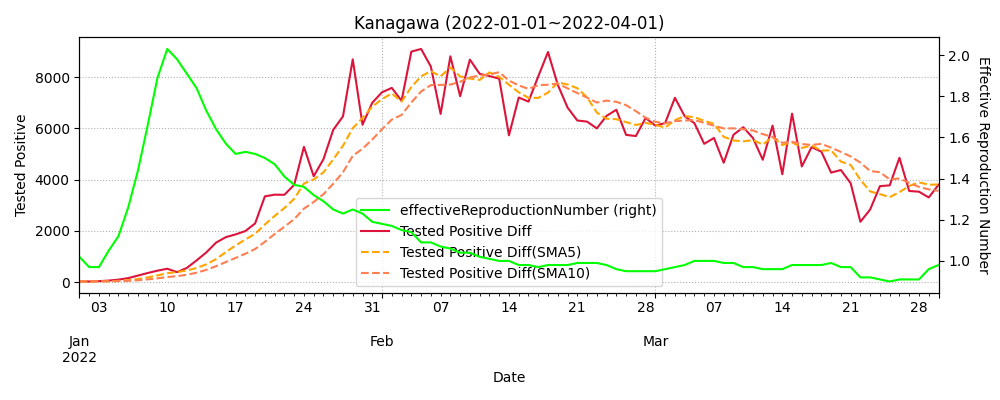 Kanagawa (2022-01-01~2022-04-01)
Tested Positive
8000
6000
4000
2000
0
2.0
1.8
1.6
1.4
1.2
1.0
Effective Reproduction Number
effectiveReproductionNumber (right)
Tested Positive Diff
Tested Positive Diff(SMA5)
Tested Positive Diff(SMA10)
03 10 17 24 31 07 14 21 28 07 14 21 28
Jan Feb Mar
2022
Date